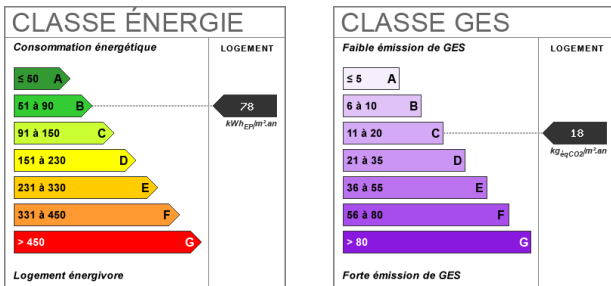 CLASSE ÉNERGIE
Consommation énergétique
LOGEMENT
≤ 50 A
51 à 90 B
78
kWhEP/m².an
91 à 150 C
151 à 230 D
231 à 330 E
331 à 450 F
> 450 G
Logement énergivore
CLASSE GES
Faible émission de GES
LOGEMENT
≤ 5 A
6 à 10 B
11 à 20 C
18
kgéqCO2/m².an
21 à 35 D
36 à 55 E
56 à 80 F
> 80 G
Forte émission de GES